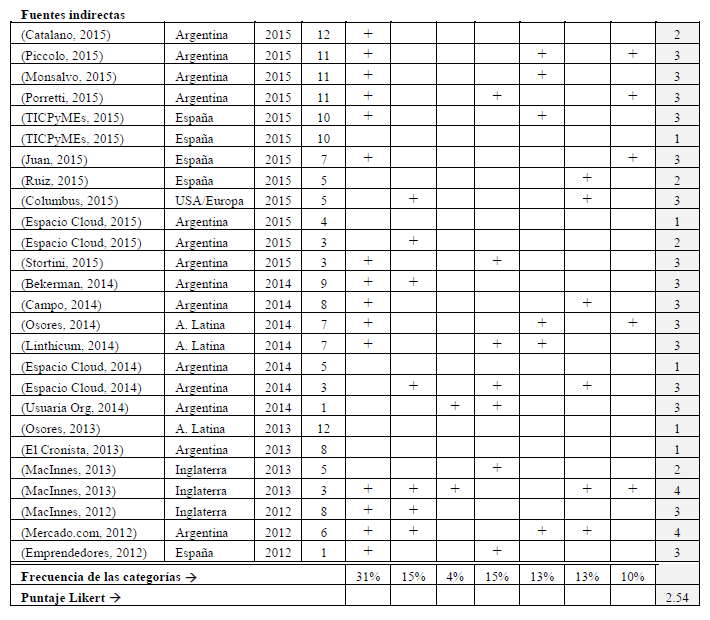 Fuentes indirectas
(Catalano, 2015) Argentina 2015 12 + 2
(Piccolo, 2015) Argentina 2015 11 + + + 3
(Monsalvo, 2015) Argentina 2015 11 + + 3
(Porretti, 2015) Argentina 2015 11 + + + 3
(TICPyMEs, 2015) España 2015 10 + + 3
(TICPyMEs, 2015) España 2015 10 1
(Juan, 2015) España 2015 7 + + 3
(Ruiz, 2015) España 2015 5 + 2
(Columbus, 2015) USA/Europa 2015 5 + + 3
(Espacio Cloud, 2015) Argentina 2015 4 1
(Espacio Cloud, 2015) Argentina 2015 3 + 2
(Stortini, 2015) Argentina 2015 3 + + 3
(Bekerman, 2014) Argentina 2014 9 + + 3
(Campo, 2014) Argentina 2014 8 + + 3
(Osores, 2014) A. Latina 2014 7 + + + 3
(Linthicum, 2014) A. Latina 2014 7 + + + 3
(Espacio Cloud, 2014) Argentina 2014 5 1
(Espacio Cloud, 2014) Argentina 2014 3 + + + 3
(Usuaria Org, 2014) Argentina 2014 1 + + 3
(Osores, 2013) A. Latina 2013 12 1
(El Cronista, 2013) Argentina 2013 8 1
(MacInnes, 2013) Inglaterra 2013 5 + 2
(MacInnes, 2013) Inglaterra 2013 3 + + + + + 4
(MacInnes, 2012) Inglaterra 2012 8 + + 3
(Mercado.com, 2012) Argentina 2012 6 + + + + 4
(Emprendedores, 2012) España 2012 1 + + 3
Frecuencia de las categorías → 31% 15% 4% 15% 13% 13% 10%
Puntaje Likert → 2.54